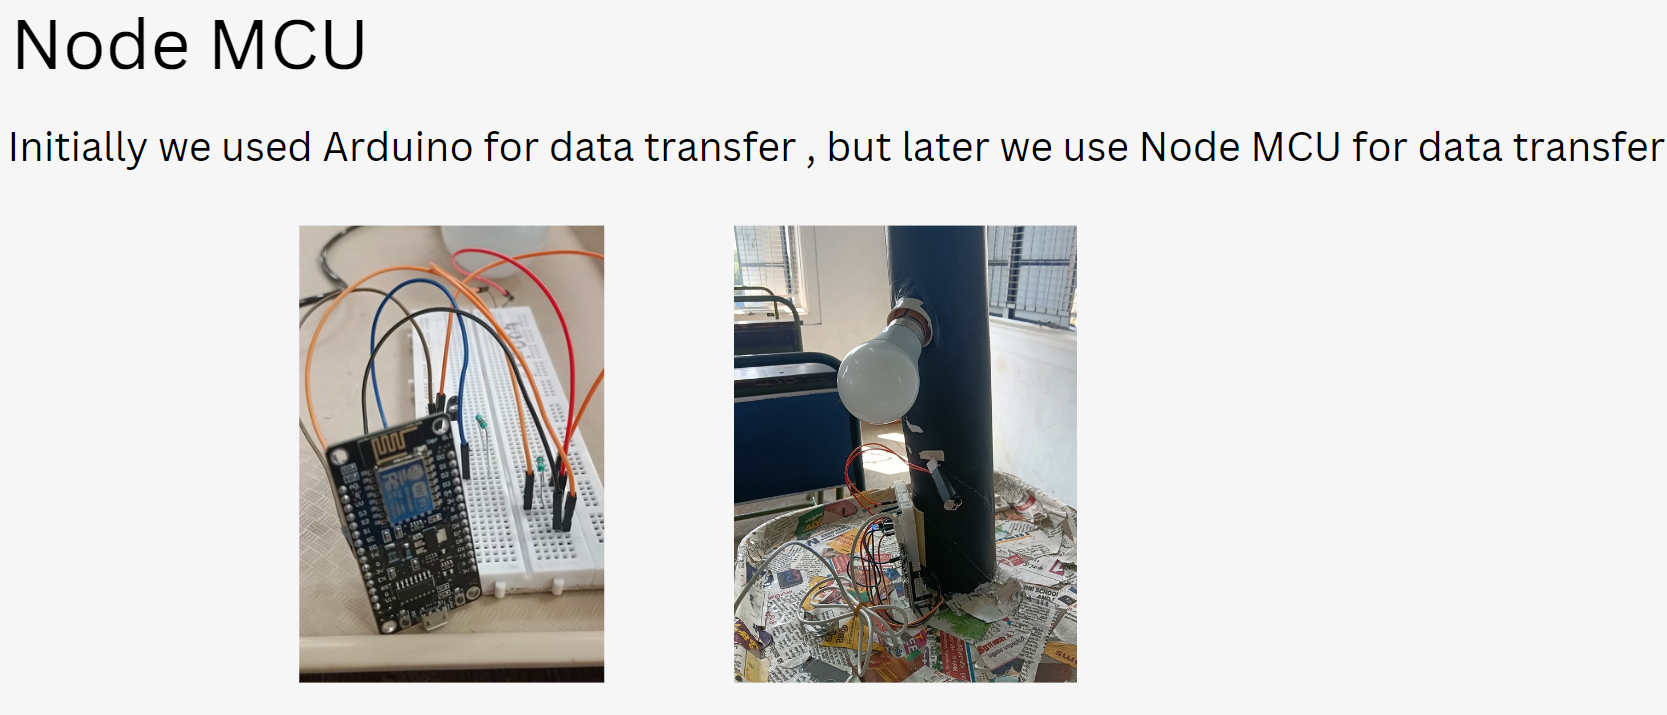 Node MCU
Initially we used Arduino for data transfer , but later we use Node MCU for data transfer